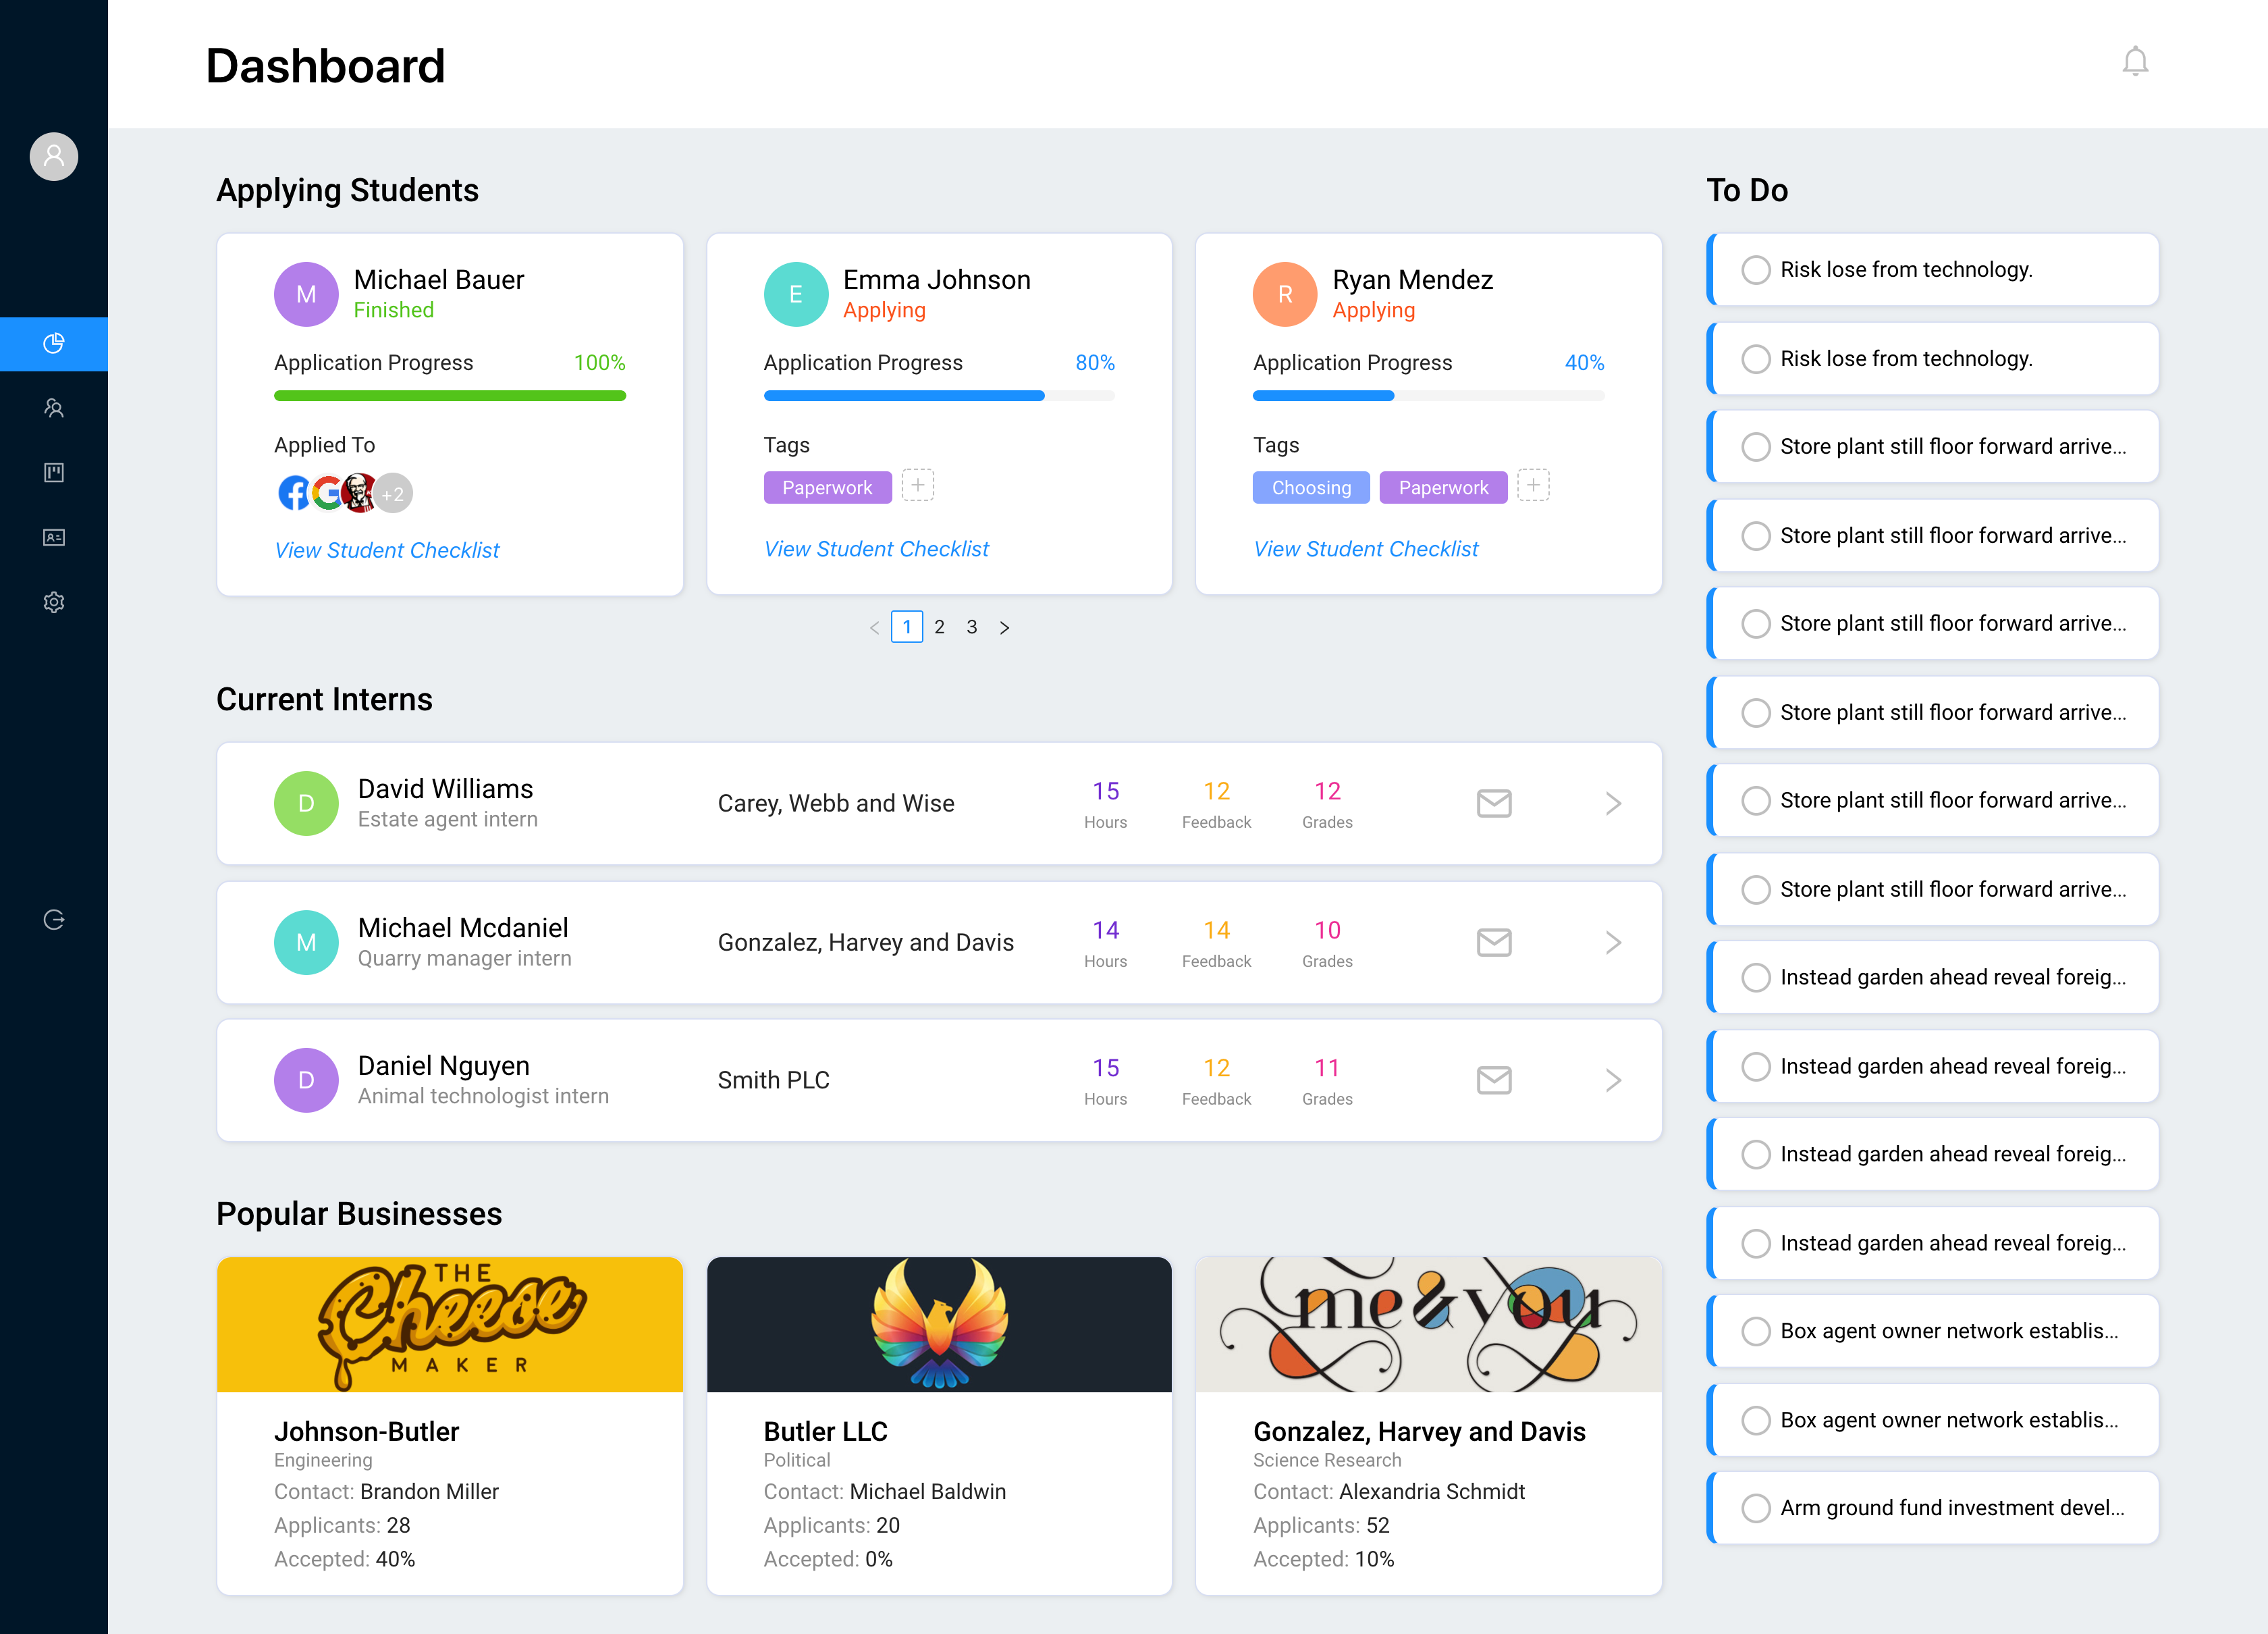 Dashboard
Applying Students
M
Michael Bauer
Finished
Application Progress 100%
Applied To
+2
View Student Checklist
E
Emma Johnson
Applying
Application Progress 80%
Tags
Paperwork
View Student Checklist
R
Ryan Mendez
Applying
Application Progress 40%
Tags
Choosing Paperwork
View Student Checklist
1 2 3
Current Interns
D
David Williams
Estate agent intern
Carey, Webb and Wise
15 12 12
Hours Feedback Grades
M
Michael Mcdaniel
Quarry manager intern
Gonzalez, Harvey and Davis
14 14 10
Hours Feedback Grades
D
Daniel Nguyen
Animal technologist intern
Smith PLC
15 12 11
Hours Feedback Grades
Popular Businesses
THE
Cheese
MAKER
Johnson-Butler
Engineering
Contact: Brandon Miller
Applicants: 28
Accepted: 40%
Butler LLC
Political
Contact: Michael Baldwin
Applicants: 20
Accepted: 0%
me&you
Gonzalez, Harvey and Davis
Science Research
Contact: Alexandria Schmidt
Applicants: 52
Accepted: 10%
To Do
Risk lose from technology.
Risk lose from technology.
Store plant still floor forward arrive...
Store plant still floor forward arrive...
Store plant still floor forward arrive...
Store plant still floor forward arrive...
Store plant still floor forward arrive...
Store plant still floor forward arrive...
Instead garden ahead reveal foreig...
Instead garden ahead reveal foreig...
Instead garden ahead reveal foreig...
Instead garden ahead reveal foreig...
Box agent owner network establis...
Box agent owner network establis...
Arm ground fund investment devel...